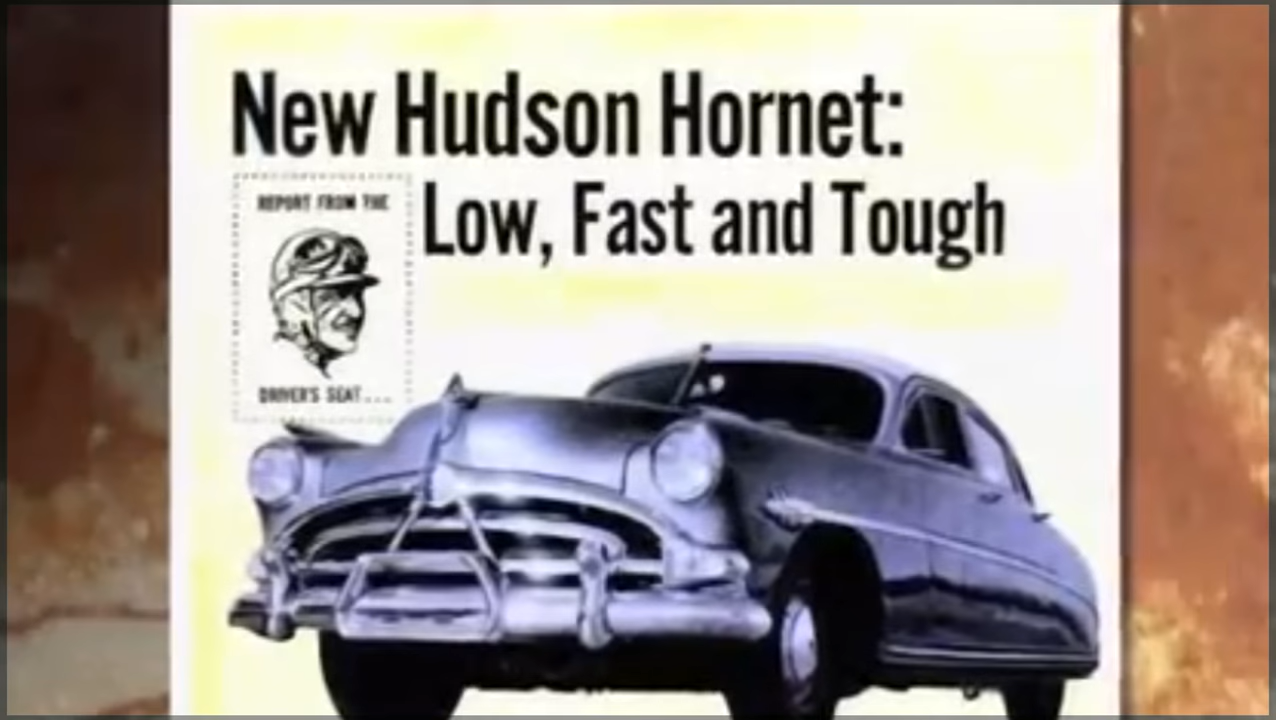 New Hudson Hornet:
Low, Fast and Tough
REPORT FROM THE
DRIVER'S SEAT....